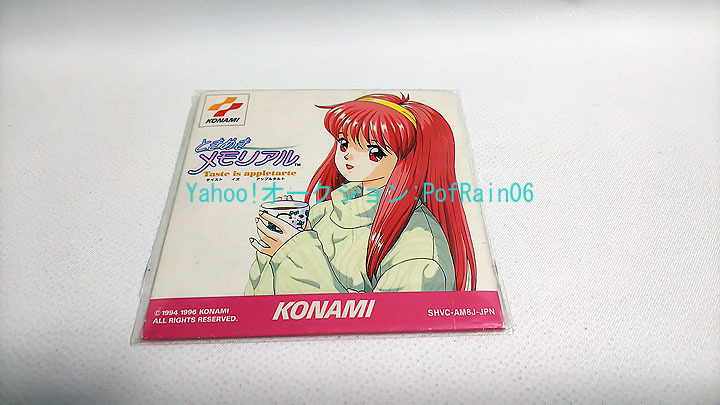 KONAMI
ときめき
メモリアル™
Taste is appletarte
テイスト イズ アップルタルト
Yahoo!オークション:PofRain06
© 1994 1996 KONAMI
ALL RIGHTS RESERVED.
KONAMI
SHVC-AM8J-JPN